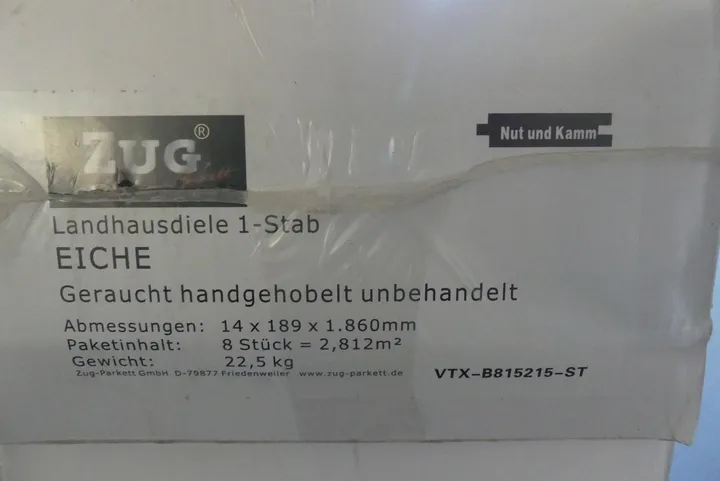 ZUG®
Nut und Kamm
Landhausdiele 1-Stab
EICHE
Geraucht handgehobelt unbehandelt
Abmessungen: 14 x 189 x 1.860mm
Paketinhalt: 8 Stück = 2,812m²
Gewicht: 22,5 kg
Zug-Parkett GmbH D-79877 Friedenweiler www.zug-parkett.de
VTX-B815215-ST